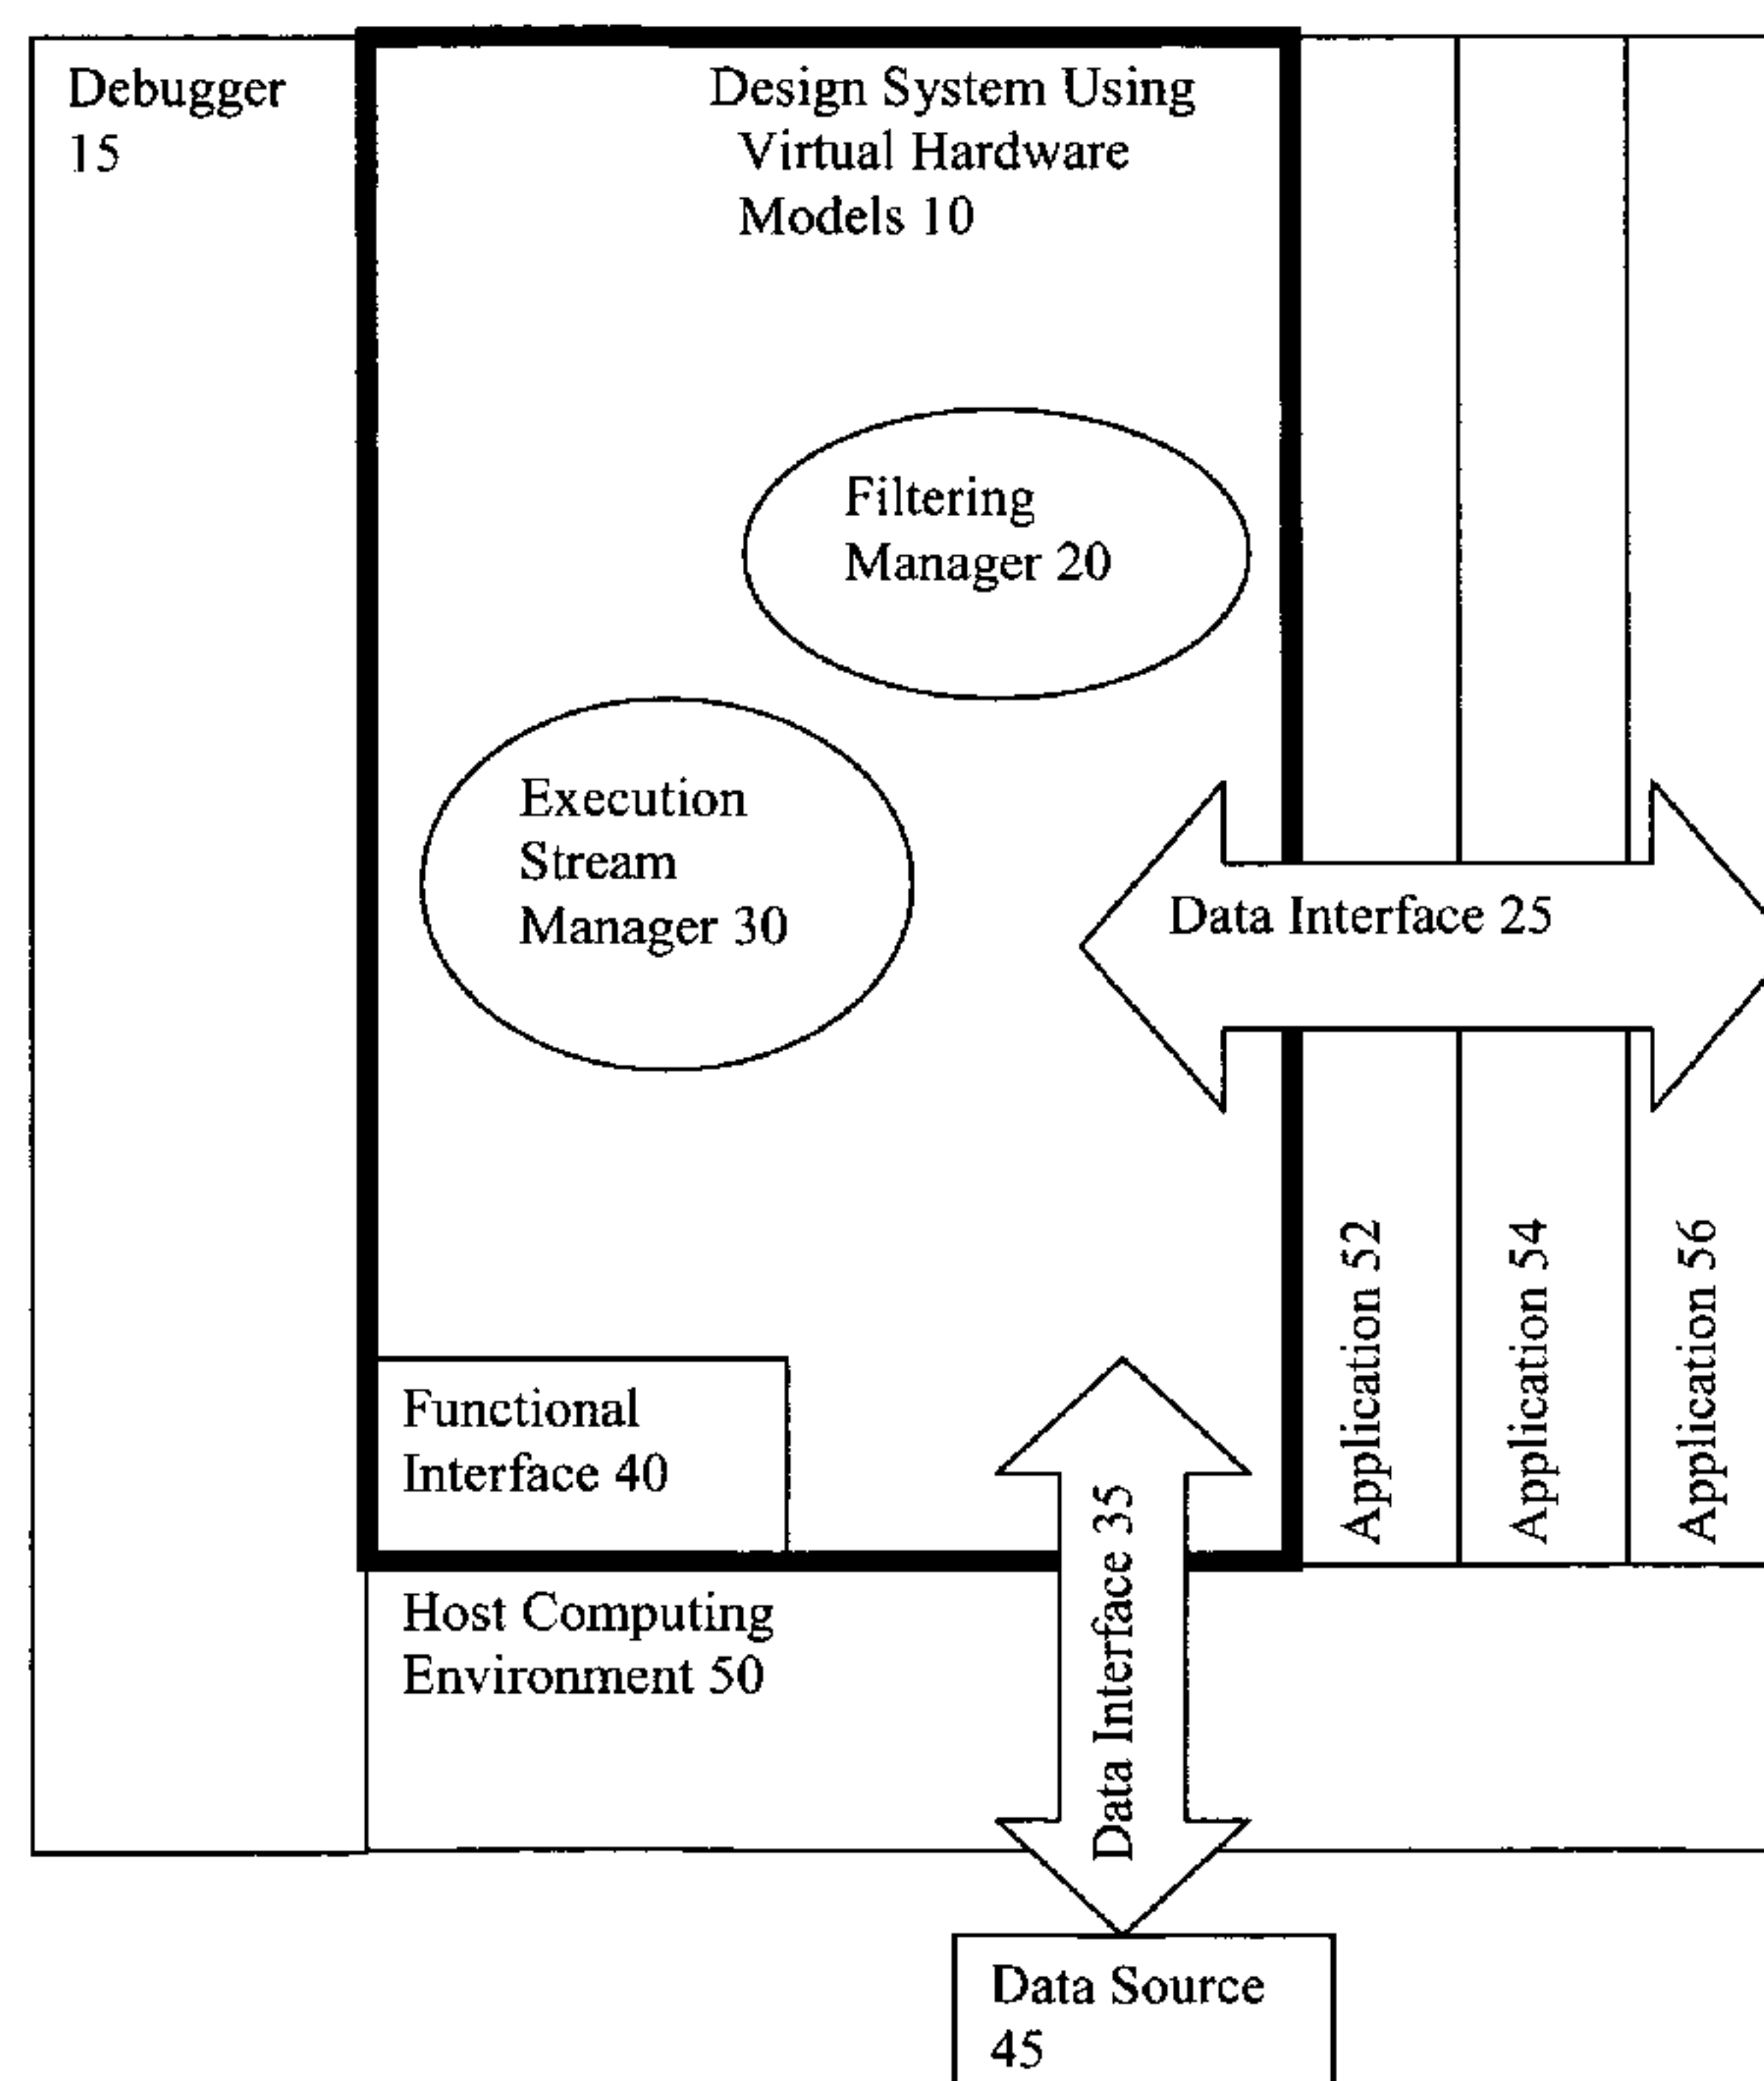 Debugger
15
Design System Using
Virtual Hardware
Models 10
Filtering
Manager 20
Execution
Stream
Manager 30
Data Interface 25
Application 52
Application 54
Application 56
Functional
Interface 40
Data Interface 35
Host Computing
Environment 50
Data Source
45